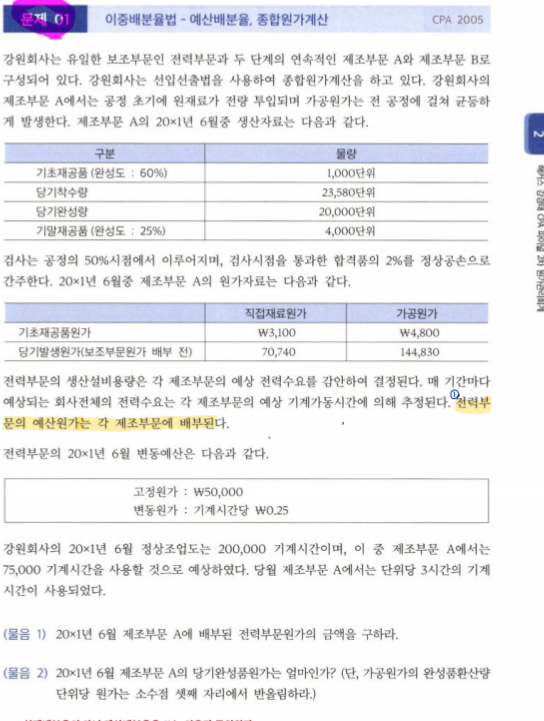 문제 01 이중배분율법 - 예산배분율, 종합원가계산 CPA 2005
강원회사는 유일한 보조부문인 전력부문과 두 단계의 연속적인 제조부문 A와 제조부문 B로
구성되어 있다. 강원회사는 선입선출법을 사용하여 종합원가계산을 하고 있다. 강원회사의
제조부문 A에서는 공정 초기에 원재료가 전량 투입되며 가공원가는 전 공정에 걸쳐 균등하
게 발생한다. 제조부문 A의 20×1년 6월중 생산자료는 다음과 같다.
구분 물량
기초재공품 (완성도 : 60%) 1,000단위
당기착수량 23,580단위
당기완성량 20,000단위
기말재공품 (완성도 : 25%) 4,000단위
검사는 공정의 50%시점에서 이루어지며, 검사시점을 통과한 합격품의 2%를 정상공손으로
간주한다. 20×1년 6월중 제조부문 A의 원가자료는 다음과 같다.
직접재료원가 가공원가
기초재공품원가 ₩3,100 ₩4,800
당기발생원가(보조부문원가 배부 전) 70,740 144,830
전력부문의 생산설비용량은 각 제조부문의 예상 전력수요를 감안하여 결정된다. 매 기간마다
예상되는 회사전체의 전력수요는 각 제조부문의 예상 기계가동시간에 의해 추정된다. ①전력부
문의 예산원가는 각 제조부문에 배부된다.
전력부문의 20×1년 6월 변동예산은 다음과 같다.
고정원가 : ₩50,000
변동원가 : 기계시간당 ₩0.25
강원회사의 20×1년 6월 정상조업도는 200,000 기계시간이며, 이 중 제조부문 A에서는
75,000 기계시간을 사용할 것으로 예상하였다. 당월 제조부문 A에서는 단위당 3시간의 기계
시간이 사용되었다.
(물음 1) 20×1년 6월 제조부문 A에 배부된 전력부문원가의 금액을 구하라.
(물음 2) 20×1년 6월 제조부문 A의 당기완성품원가는 얼마인가? (단, 가공원가의 완성품환산량
단위당 원가는 소수점 셋째 자리에서 반올림하라.)
2